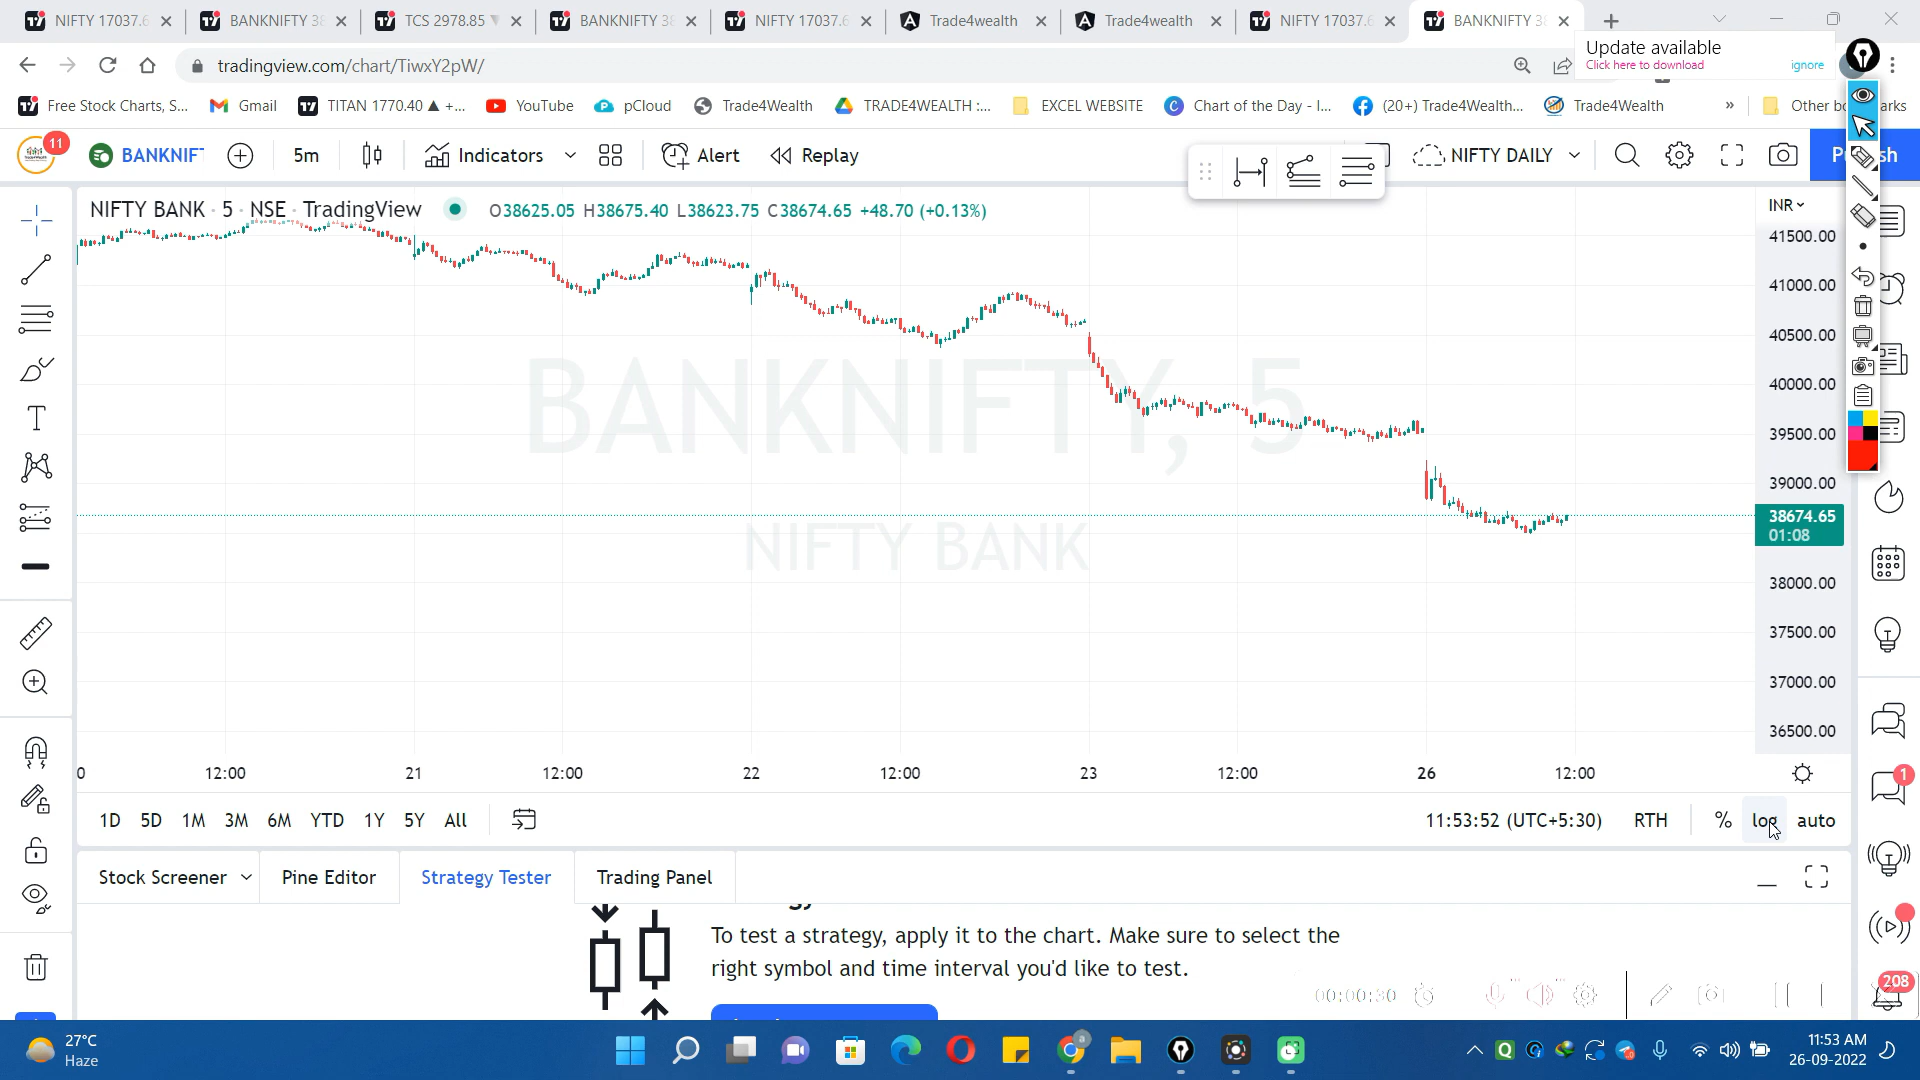 NIFTY 17037.6
BANKNIFTY 38
TCS 2978.85 ▼
BANKNIFTY 38
NIFTY 17037.6
Trade4wealth
Trade4wealth
NIFTY 17037.6
BANKNIFTY 38
Update available
Click here to download
ignore
tradingview.com/chart/TiwxY2pW/
Free Stock Charts, S...
Gmail
TITAN 1770.40 ▲ +...
YouTube
pCloud
Trade4Wealth
TRADE4WEALTH :...
EXCEL WEBSITE
Chart of the Day - I...
(20+) Trade4Wealth...
Trade4Wealth
»
Other bo arks
11
BANKNIF
5m
Indicators
Alert
Replay
NIFTY DAILY
NIFTY BANK · 5 · NSE · TradingView
O38625.05 H38675.40 L38623.75 C38674.65 +48.70 (+0.13%)
INR
41500.00
41000.00
40500.00
40000.00
39500.00
39000.00
38674.65
01:08
38000.00
37500.00
37000.00
36500.00
BANKNIFTY, 5
NIFTY BANK
0 12:00 21 12:00 22 12:00 23 12:00 26 12:00
1D 5D 1M 3M 6M YTD 1Y 5Y All
11:53:52 (UTC+5:30) RTH % log auto
1
Stock Screener
Pine Editor
Strategy Tester
Trading Panel
To test a strategy, apply it to the chart. Make sure to select the
right symbol and time interval you'd like to test.
00:00:30
208
27°C
Haze
11:53 AM
26-09-2022